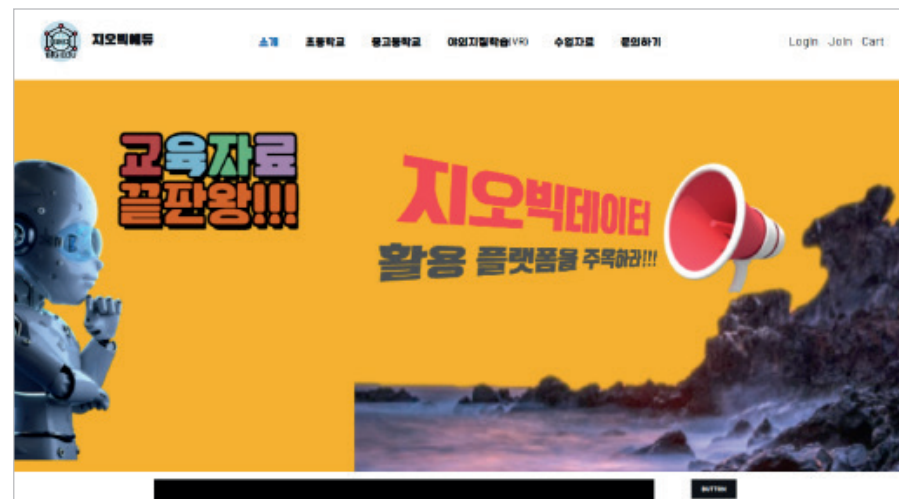 지오빅에듀
소개 초등학교 중고등학교 야외지질학습(VR) 수업자료 문의하기
Login Join Cart
교육자료
끝판왕!!!
지오빅데이터
활용 플랫폼을 주목하라!!!
BUTTON